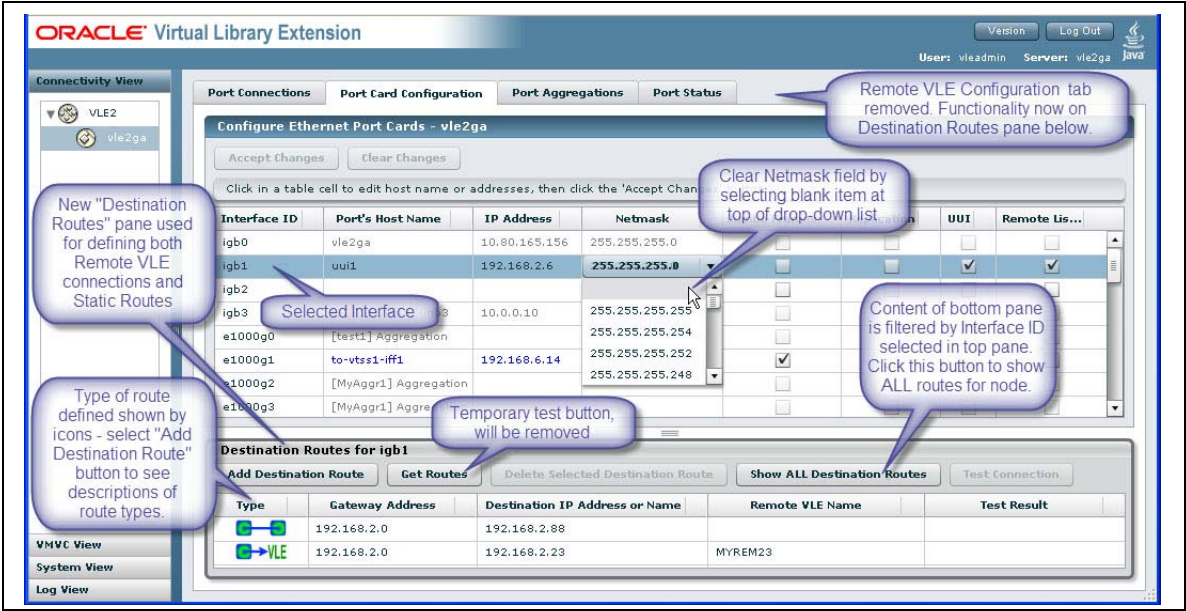 ORACLE Virtual Library Extension
Version Log Out
User: vleadmin Server: vle2ga
Java
Connectivity View
VLE2
vle2ga
Port Connections Port Card Configuration Port Aggregations Port Status
Remote VLE Configuration tab
removed. Functionality now on
Destination Routes pane below.
Configure Ethernet Port Cards - vle2ga
Accept Changes Clear Changes
Click in a table cell to edit host name or addresses, then click the 'Accept Chan
Clear Netmask field by
selecting blank item at
top of drop-down list
New "Destination
Routes" pane used
for defining both
Remote VLE
connections and
Static Routes
Interface ID Port's Host Name IP Address Netmask UUI Remote Lis...
igb0 vle2ga 10.80.165.156 255.255.255.0
igb1 uui1 192.168.2.6 255.255.255.0
igb2
igb3 10.0.0.10 255.255.255.255
Selected Interface
e1000g0 [test1] Aggregation 255.255.255.254
e1000g1 to-vtss1-iff1 192.168.6.14 255.255.255.252
e1000g2 [MyAggr1] Aggregation 255.255.255.248
e1000g3 [MyAggr1] Aggre
Content of bottom pane
is filtered by Interface ID
selected in top pane.
Click this button to show
ALL routes for node.
Type of route
defined shown by
icons - select "Add
Destination Route"
button to see
descriptions of
route types.
Temporary test button,
will be removed
Destination Routes for igb1
Add Destination Route Get Routes Delete Selected Destination Route Show ALL Destination Routes Test Connection
Type Gateway Address Destination IP Address or Name Remote VLE Name Test Result
192.168.2.0 192.168.2.88
VLE 192.168.2.0 192.168.2.23 MYREM23
VMVC View
System View
Log View